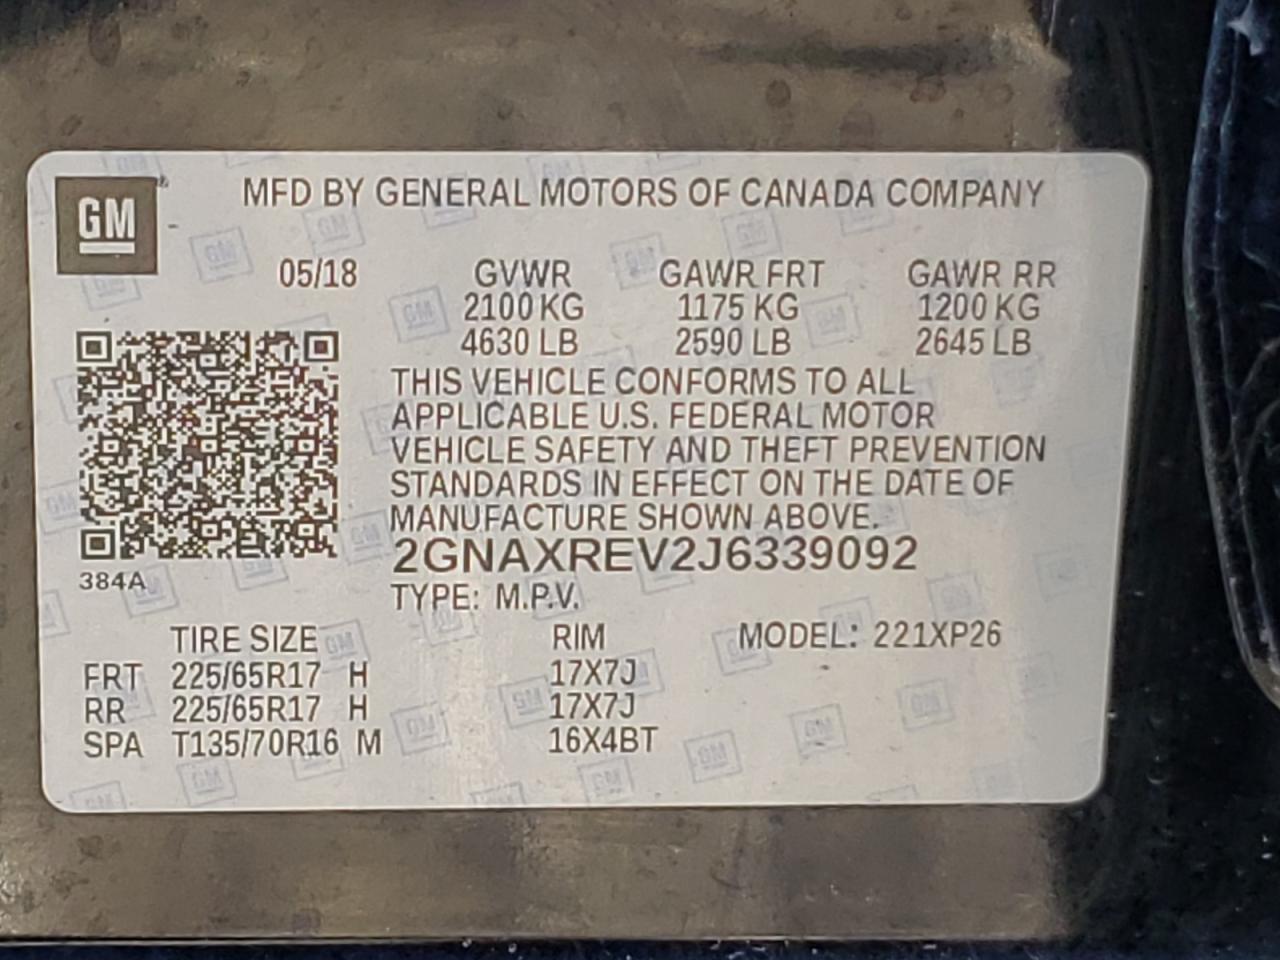 GM
MFD BY GENERAL MOTORS OF CANADA COMPANY
05/18 GVWR GAWR FRT GAWR RR
2100 KG 1175 KG 1200 KG
4630 LB 2590 LB 2645 LB
THIS VEHICLE CONFORMS TO ALL
APPLICABLE U.S. FEDERAL MOTOR
VEHICLE SAFETY AND THEFT PREVENTION
STANDARDS IN EFFECT ON THE DATE OF
MANUFACTURE SHOWN ABOVE.
2GNAXREV2J6339092
384A
TYPE: M.P.V.
TIRE SIZE RIM MODEL: 221XP26
FRT 225/65R17 H 17X7J
RR 225/65R17 H 17X7J
SPA T135/70R16 M 16X4BT